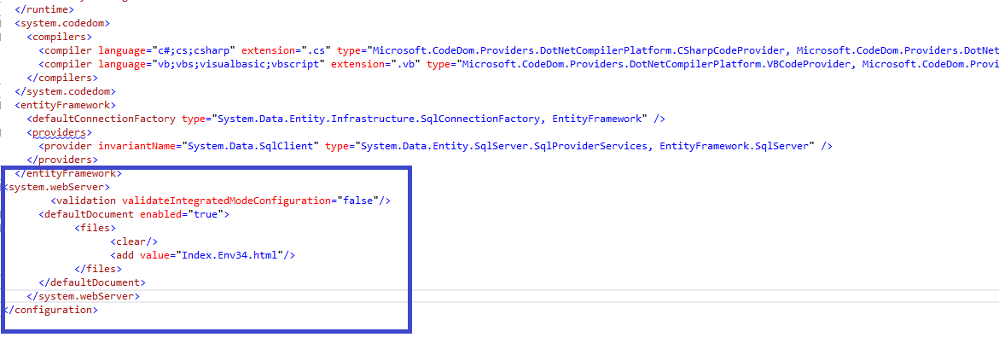 </runtime>
<system.codedom>
<compilers>
<compiler language="c#;cs;csharp" extension=".cs" type="Microsoft.CodeDom.Providers.DotNetCompilerPlatform.CSharpCodeProvider, Microsoft.CodeDom.Providers.DotNet
<compiler language="vb;vbs;visualbasic;vbscript" extension=".vb" type="Microsoft.CodeDom.Providers.DotNetCompilerPlatform.VBCodeProvider, Microsoft.CodeDom.Provi
</compilers>
</system.codedom>
<entityFramework>
<defaultConnectionFactory type="System.Data.Entity.Infrastructure.SqlConnectionFactory, EntityFramework" />
<providers>
<provider invariantName="System.Data.SqlClient" type="System.Data.Entity.SqlServer.SqlProviderServices, EntityFramework.SqlServer" />
</providers>
</entityFramework>
<system.webServer>
<validation validateIntegratedModeConfiguration="false"/>
<defaultDocument enabled="true">
<files>
<clear/>
<add value="Index.Env34.html"/>
</files>
</defaultDocument>
</system.webServer>
</configuration>